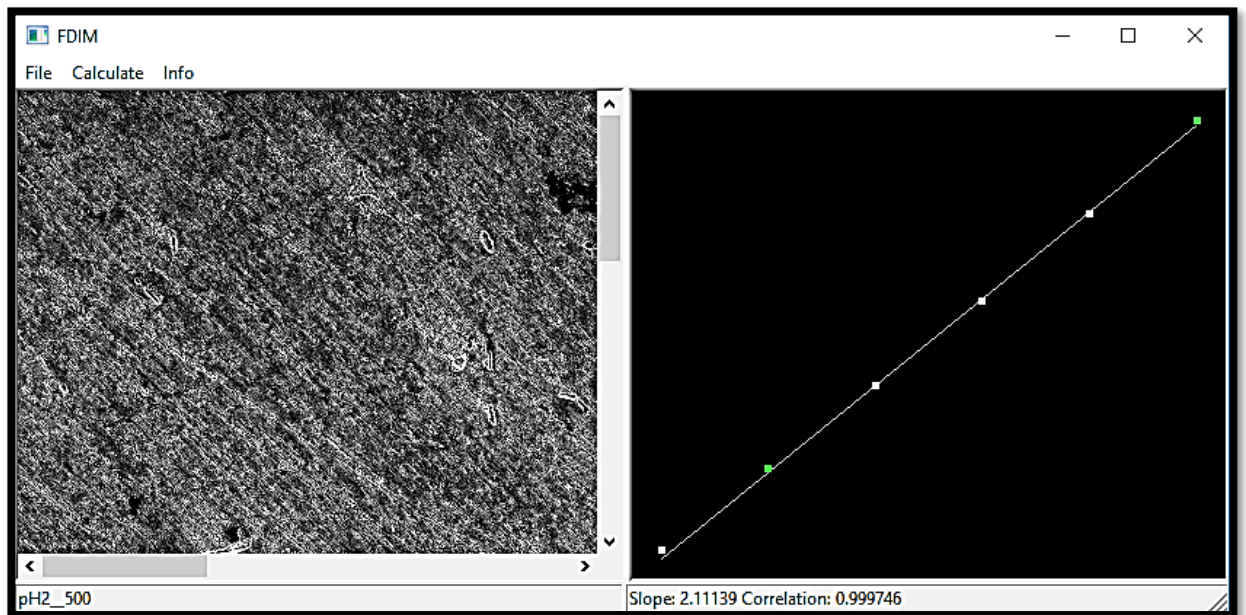 FDIM
File Calculate Info
pH2__500
Slope: 2.11139 Correlation: 0.999746